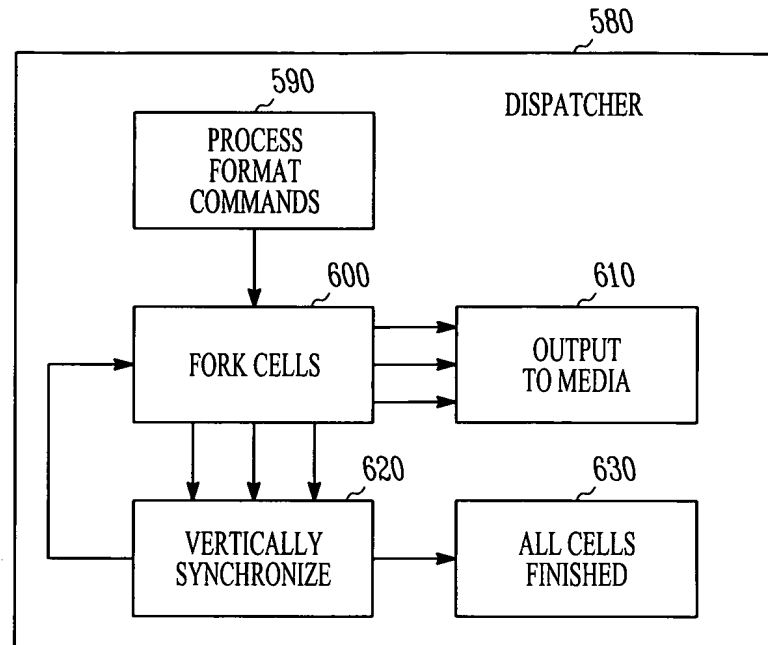 580
DISPATCHER
590
PROCESS
FORMAT
COMMANDS
600
FORK CELLS
610
OUTPUT
TO MEDIA
620
VERTICALLY
SYNCHRONIZE
630
ALL CELLS
FINISHED